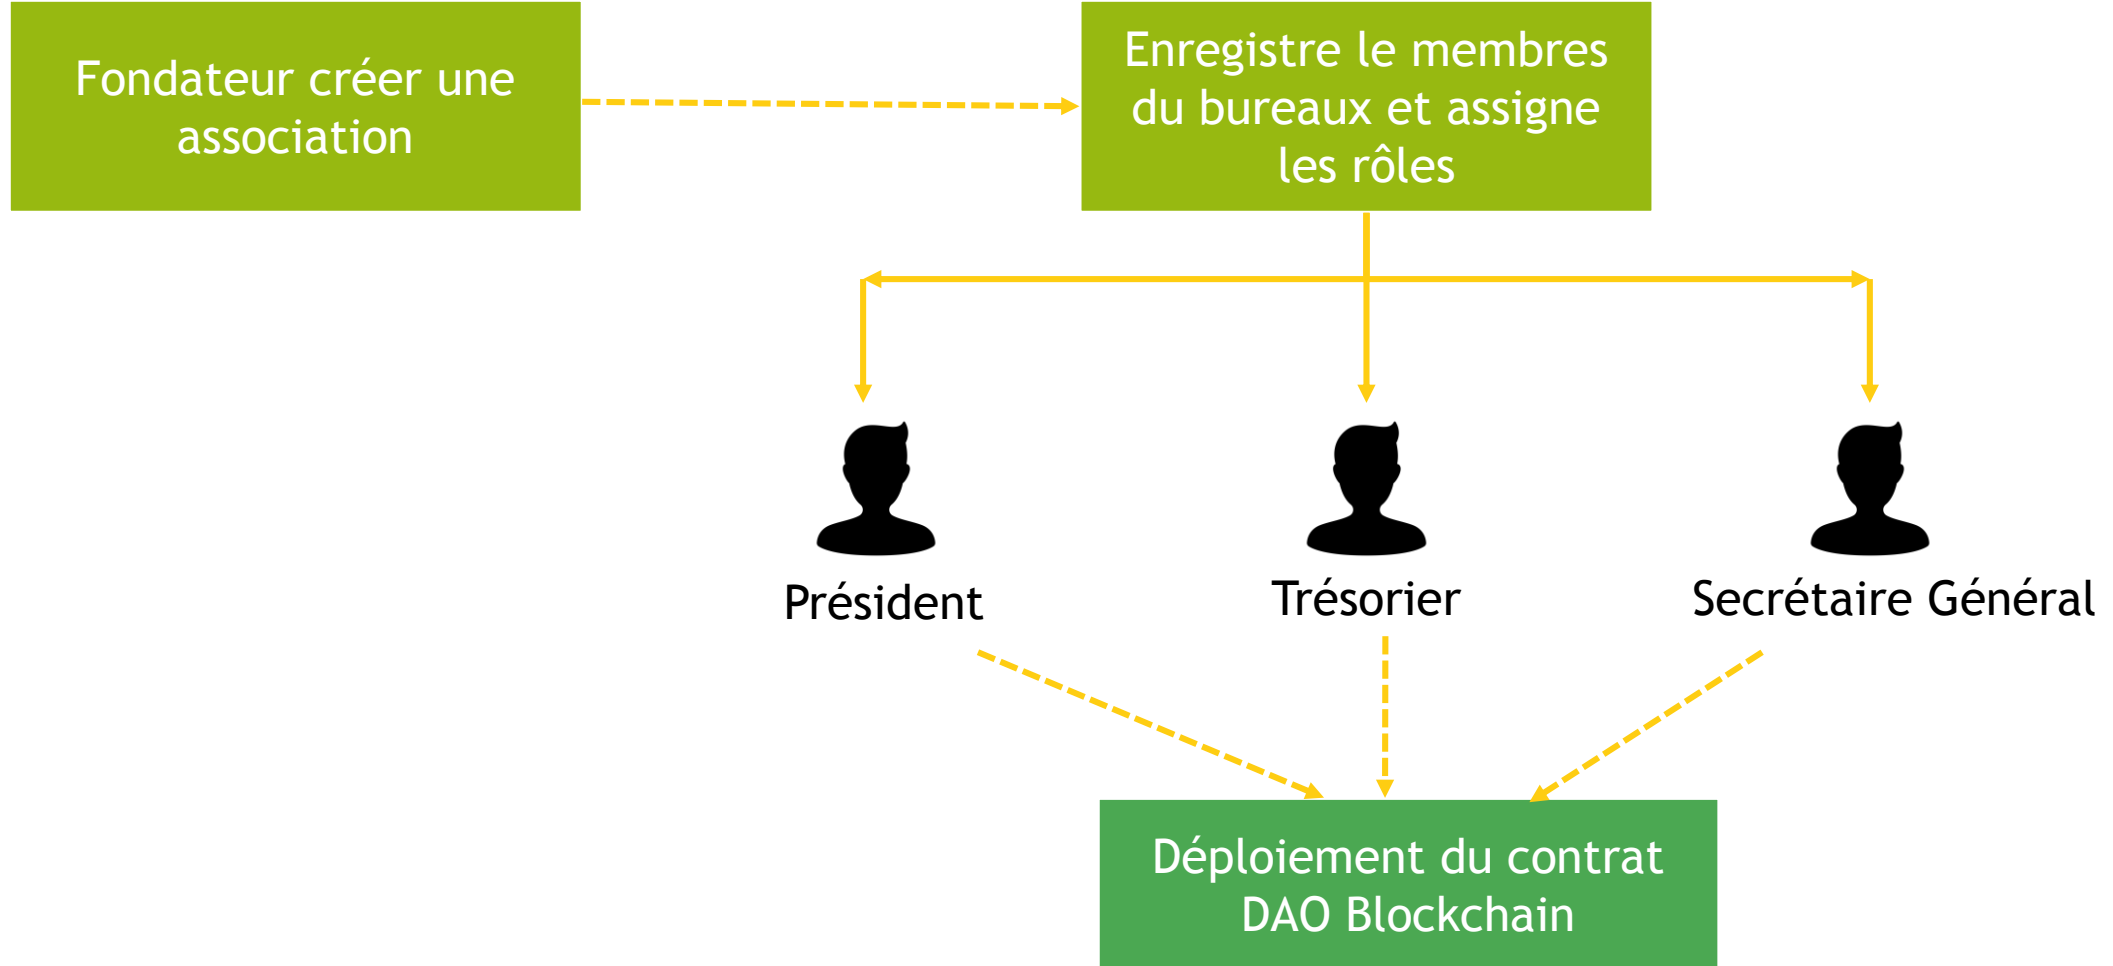 Fondateur créer une
association
Enregistre le membres
du bureaux et assigne
les rôles
Président
Trésorier
Secrétaire Général
Déploiement du contrat
DAO Blockchain